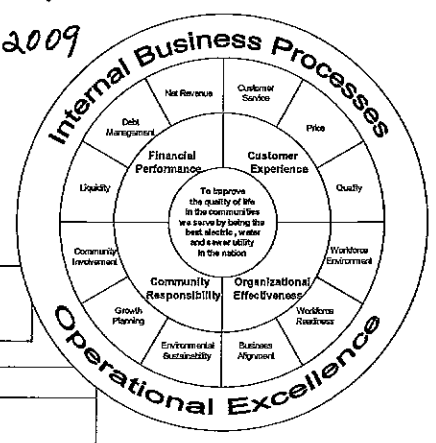 2009
Internal Business Processes
Net Revenue
Customer
Service
Debt
Management
Price
Financial
Performance
Customer
Experience
Liquidity
Quality
To Improve
the quality of life
in the communities
we serve by being the
best electric, water
and sewer utility
in the nation
Community
Involvement
Workforce
Environment
Community
Responsibility
Organizational
Effectiveness
Growth
Planning
Workforce
Readiness
Environmental
Sustainability
Business
Alignment
Operational Excellence